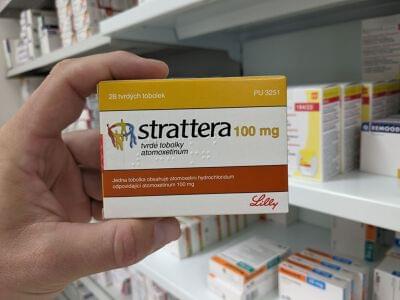 28 tvrdých tobolek
PU 3251
strattera 100 mg
tvrdé tobolky
atomoxetinum
Jedna tobolka obsahuje atomoxetini hydrochloridum
odpovídající atomoxetinum 100 mg
Lilly